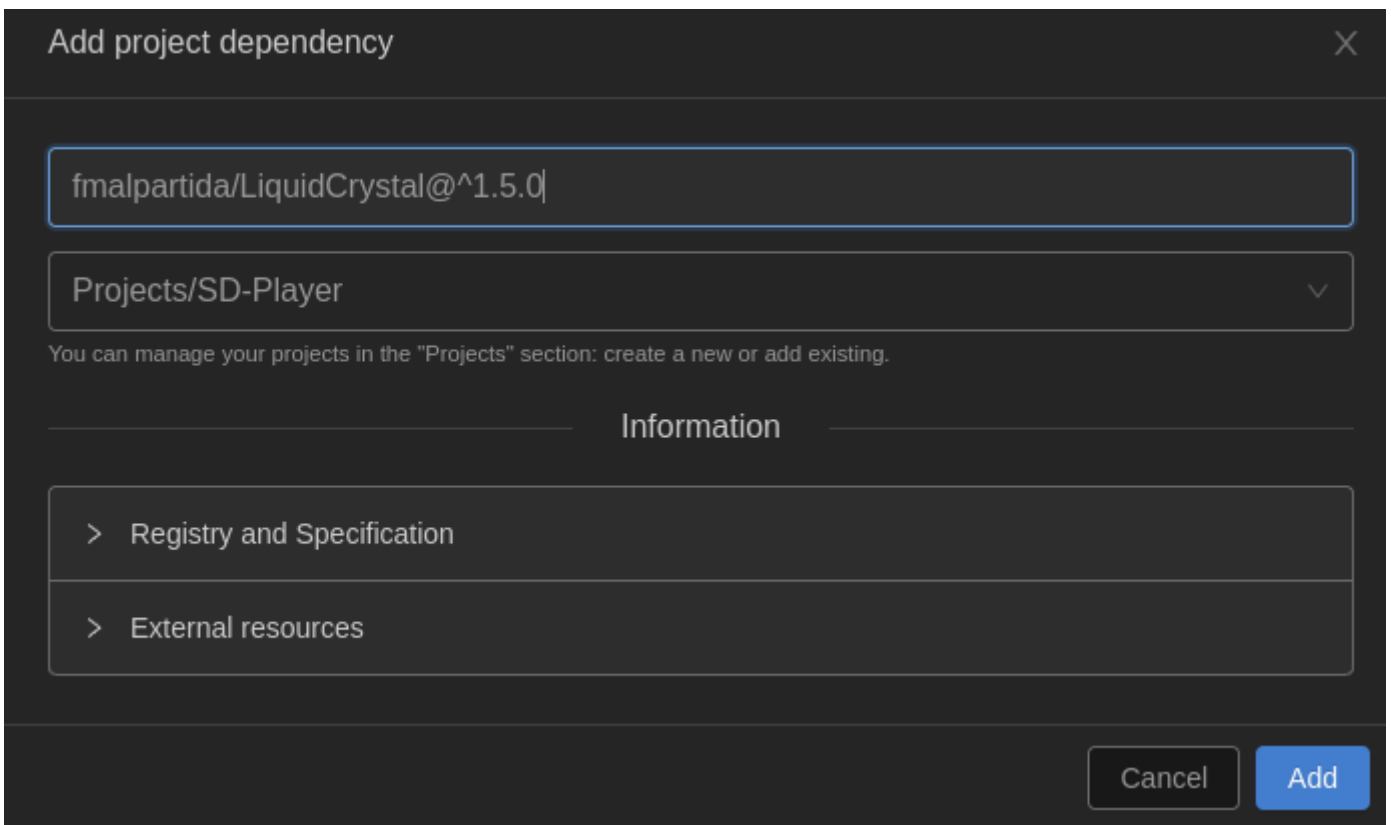 Add project dependency
fmalpartida/LiquidCrystal@^1.5.0
Projects/SD-Player
You can manage your projects in the "Projects" section: create a new or add existing.
Information
Registry and Specification
External resources
Cancel
Add